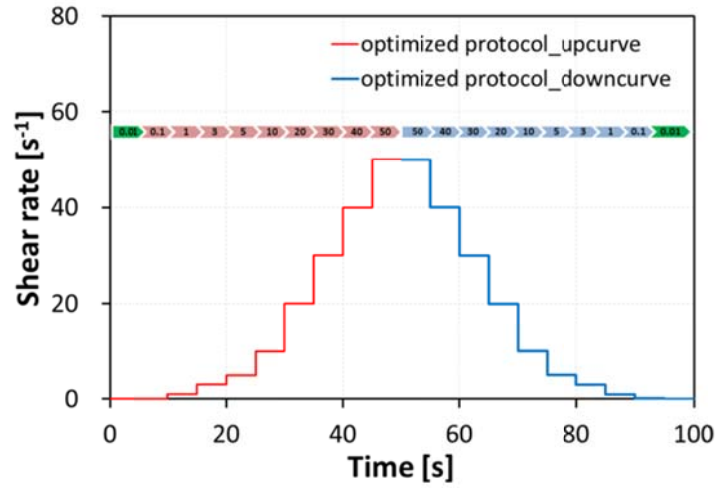 80
optimized protocol_upcurve
optimized protocol_downcurve
60
0.01 0.1 1 3 5 10 20 30 40 50 50 40 30 20 10 5 3 1 0.1 0.01
40
20
0
Shear rate [s⁻¹]
0 20 40 60 80 100
Time [s]